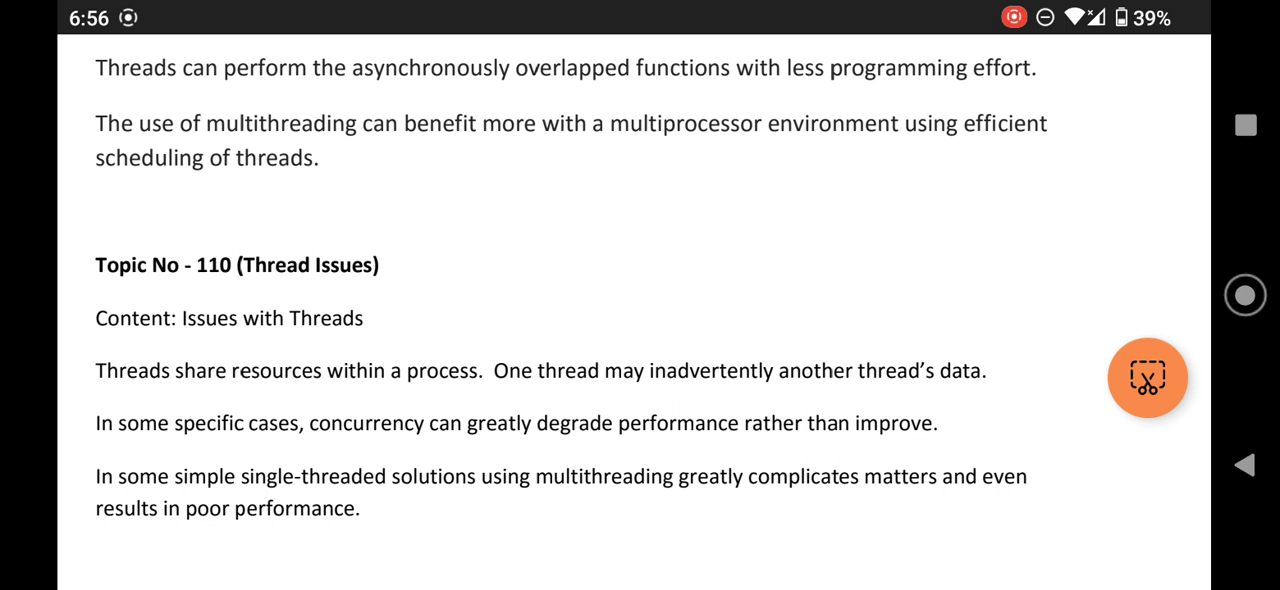 6:56
39%
Threads can perform the asynchronously overlapped functions with less programming effort.
The use of multithreading can benefit more with a multiprocessor environment using efficient
scheduling of threads.
Topic No - 110 (Thread Issues)
Content: Issues with Threads
Threads share resources within a process.  One thread may inadvertently another thread’s data.
In some specific cases, concurrency can greatly degrade performance rather than improve.
In some simple single-threaded solutions using multithreading greatly complicates matters and even
results in poor performance.